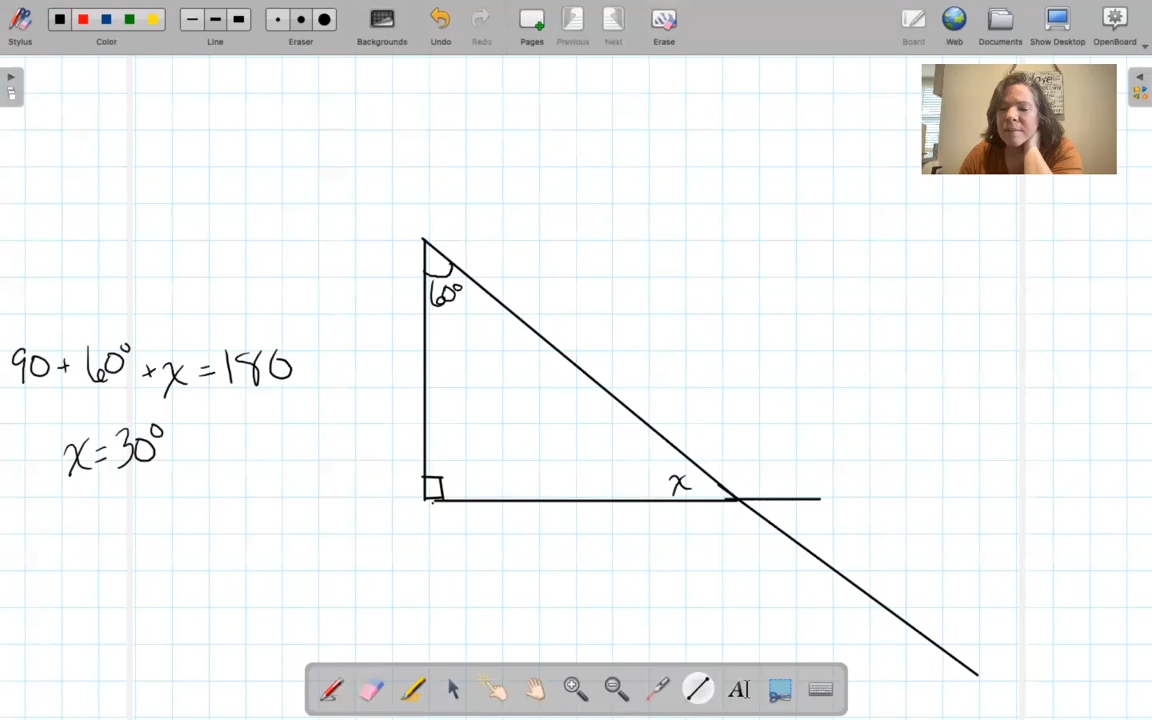 Stylus
Color
Line
Eraser
Backgrounds
Undo
Redo
Pages
Previous
Next
Erase
Board
Web
Documents
Show Desktop
OpenBoard
love
60°
90 + 60° + x = 180
x = 30°
x